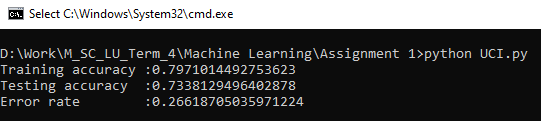 Select C:\Windows\System32\cmd.exe
D:\Work\M_SC_LU_Term_4\Machine Learning\Assignment 1>python UCI.py
Training accuracy :0.7971014492753623
Testing accuracy  :0.7338129496402878
Error rate        :0.26618705035971224